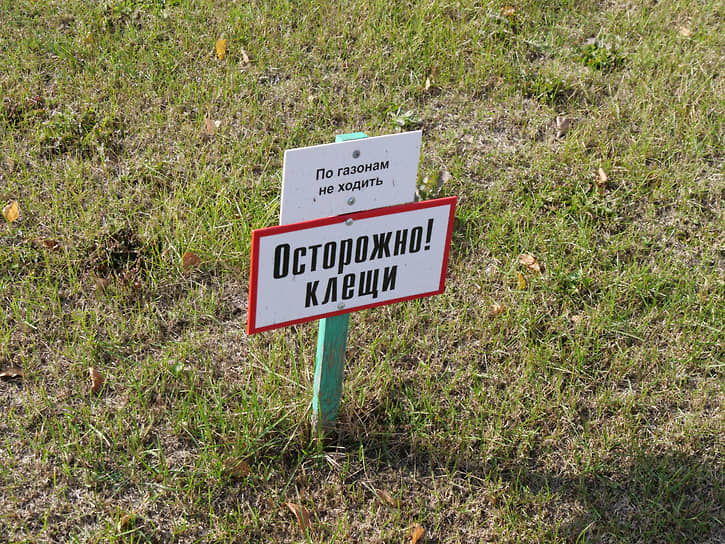 По газонам
не ходить
Осторожно!
клещи